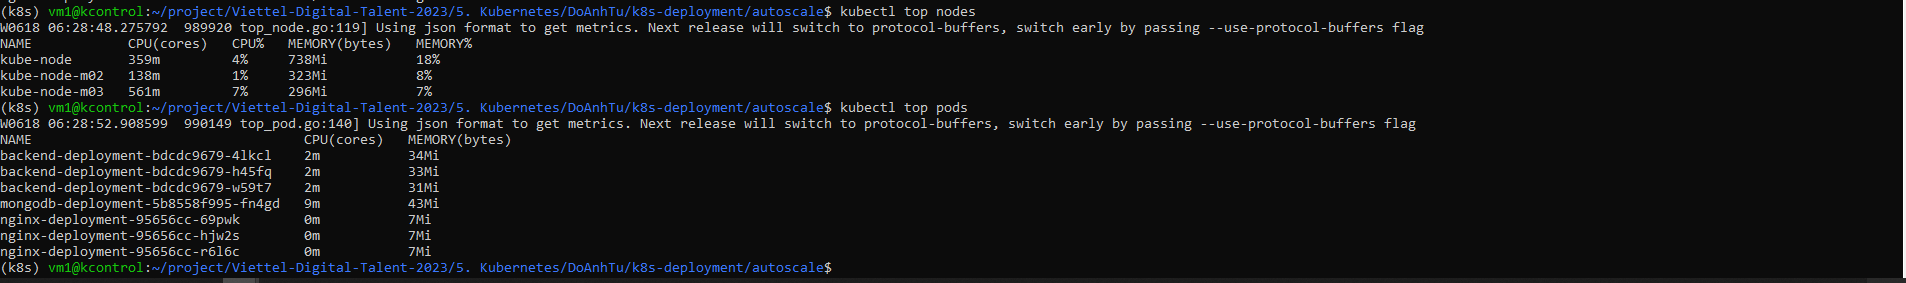 (k8s) vm1@kcontrol:~/project/Viettel-Digital-Talent-2023/5. Kubernetes/DoAnhTu/k8s-deployment/autoscale$ kubectl top nodes
W0618 06:28:48.275792  989920 top_node.go:119] Using json format to get metrics. Next release will switch to protocol-buffers, switch early by passing --use-protocol-buffers flag
NAME            CPU(cores)   CPU%   MEMORY(bytes)   MEMORY%
kube-node       359m         4%     738Mi           18%
kube-node-m02   138m         1%     323Mi           8%
kube-node-m03   561m         7%     296Mi           7%
(k8s) vm1@kcontrol:~/project/Viettel-Digital-Talent-2023/5. Kubernetes/DoAnhTu/k8s-deployment/autoscale$ kubectl top pods
W0618 06:28:52.908599  990149 top_pod.go:140] Using json format to get metrics. Next release will switch to protocol-buffers, switch early by passing --use-protocol-buffers flag
NAME                                  CPU(cores)   MEMORY(bytes)
backend-deployment-bdcdc9679-4lkcl    2m           34Mi
backend-deployment-bdcdc9679-h45fq    2m           33Mi
backend-deployment-bdcdc9679-w59t7    2m           31Mi
mongodb-deployment-5b8558f995-fn4gd   9m           43Mi
nginx-deployment-95656cc-69pwk        0m           7Mi
nginx-deployment-95656cc-hjw2s        0m           7Mi
nginx-deployment-95656cc-r6l6c        0m           7Mi
(k8s) vm1@kcontrol:~/project/Viettel-Digital-Talent-2023/5. Kubernetes/DoAnhTu/k8s-deployment/autoscale$